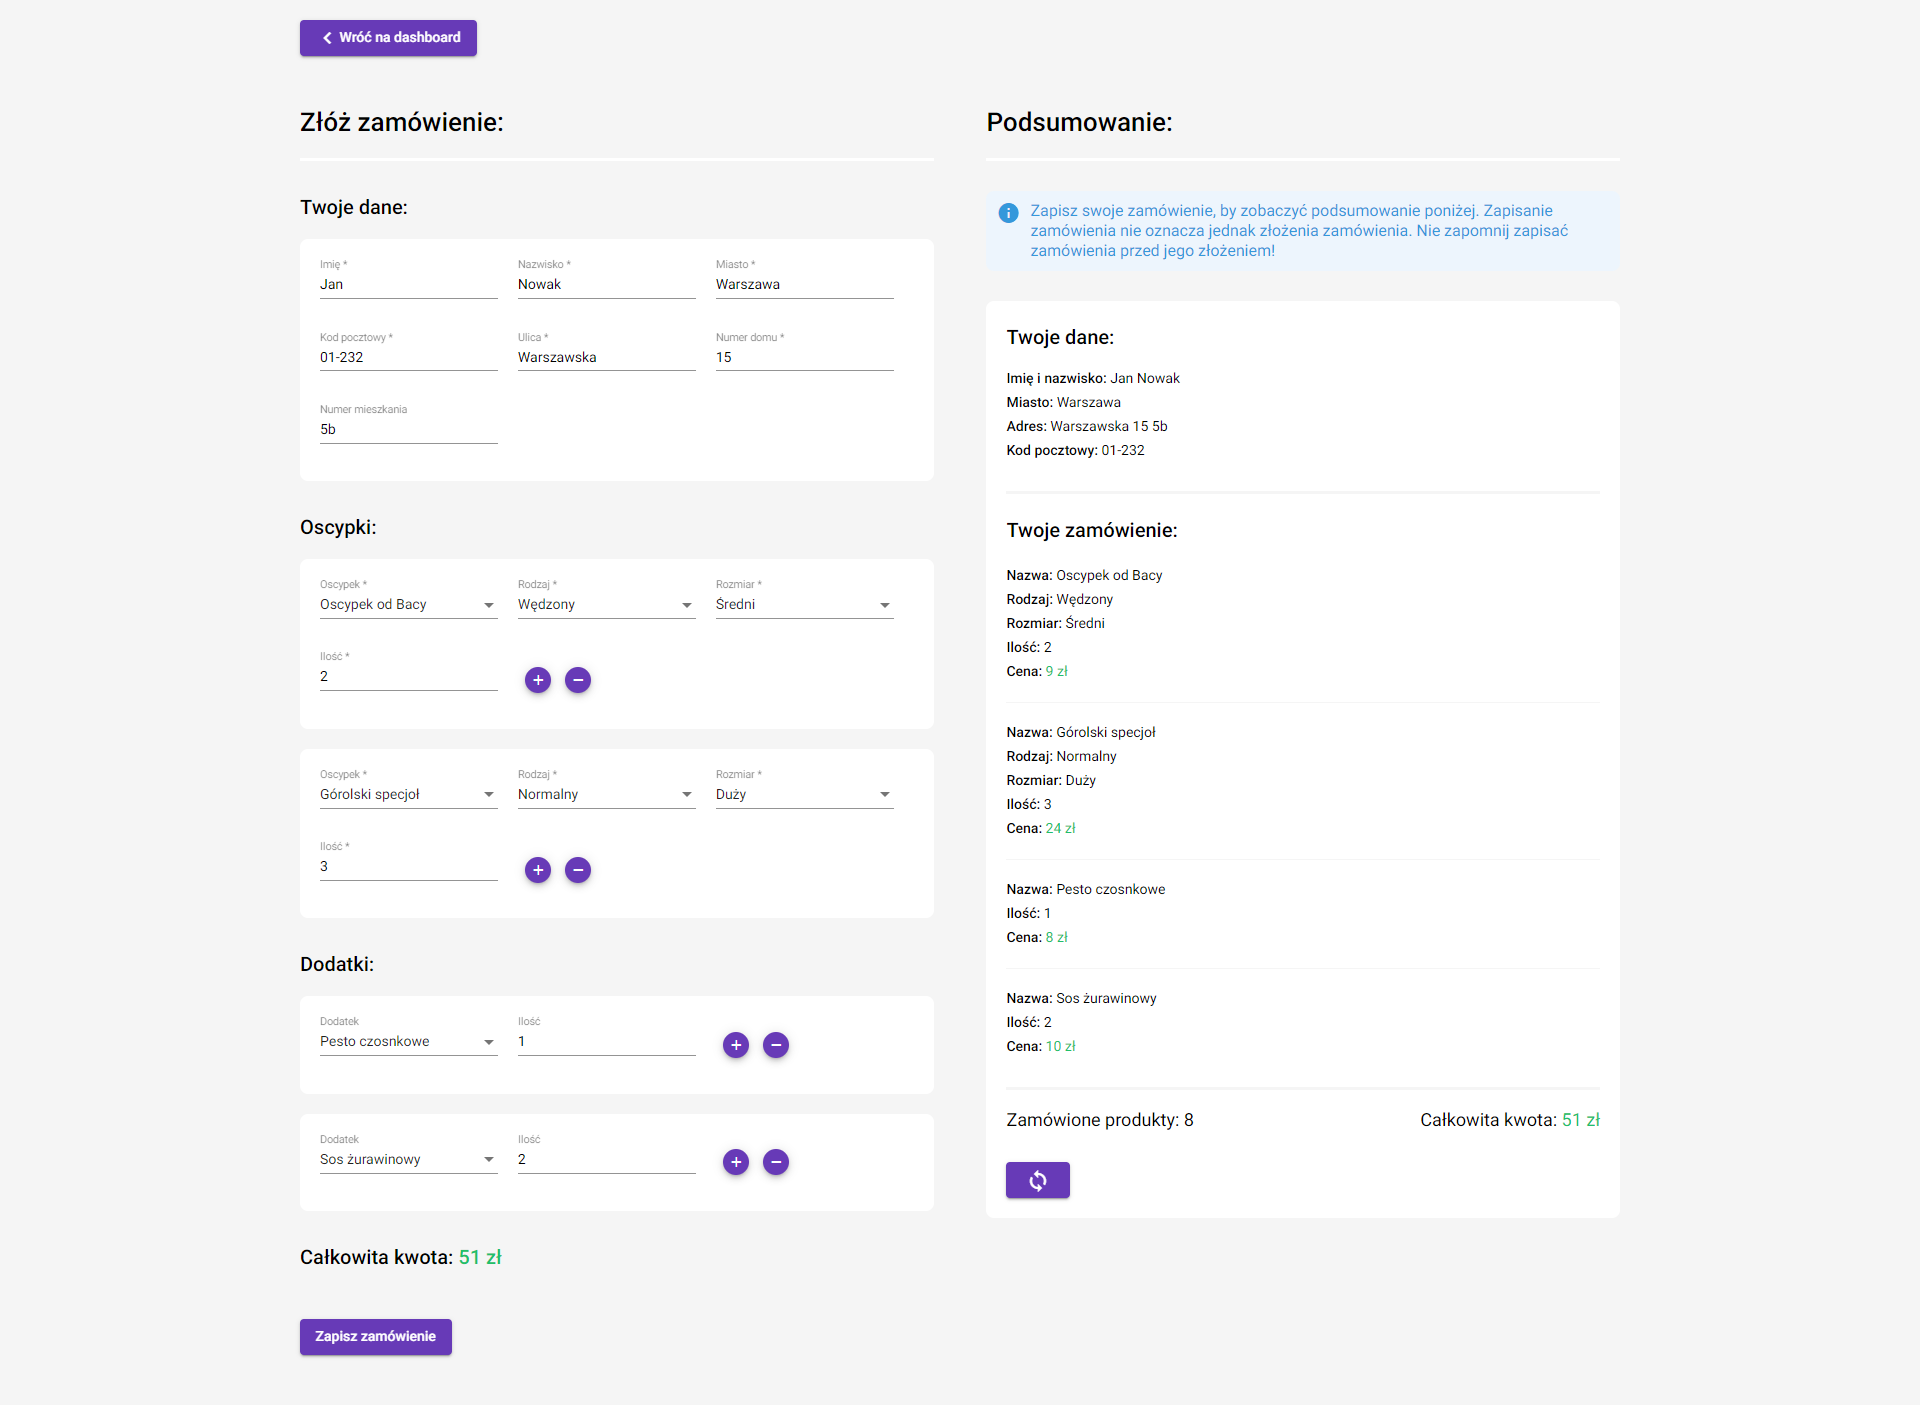 Wróć na dashboard
Złóż zamówienie:
Twoje dane:
Imię *
Jan
Nazwisko *
Nowak
Miasto *
Warszawa
Kod pocztowy *
01-232
Ulica *
Warszawska
Numer domu *
15
Numer mieszkania
5b
Oscypki:
Oscypek *
Oscypek od Bacy
Rodzaj *
Wędzony
Rozmiar *
Średni
Ilość *
2
Oscypek *
Górolski specjoł
Rodzaj *
Normalny
Rozmiar *
Duży
Ilość *
3
Dodatki:
Dodatek
Pesto czosnkowe
Ilość
1
Dodatek
Sos żurawinowy
Ilość
2
Całkowita kwota: 51 zł
Zapisz zamówienie
Podsumowanie:
Zapisz swoje zamówienie, by zobaczyć podsumowanie poniżej. Zapisanie
zamówienia nie oznacza jednak złożenia zamówienia. Nie zapomnij zapisać
zamówienia przed jego złożeniem!
Twoje dane:
Imię i nazwisko: Jan Nowak
Miasto: Warszawa
Adres: Warszawska 15 5b
Kod pocztowy: 01-232
Twoje zamówienie:
Nazwa: Oscypek od Bacy
Rodzaj: Wędzony
Rozmiar: Średni
Ilość: 2
Cena: 9 zł
Nazwa: Górolski specjoł
Rodzaj: Normalny
Rozmiar: Duży
Ilość: 3
Cena: 24 zł
Nazwa: Pesto czosnkowe
Ilość: 1
Cena: 8 zł
Nazwa: Sos żurawinowy
Ilość: 2
Cena: 10 zł
Zamówione produkty: 8
Całkowita kwota: 51 zł